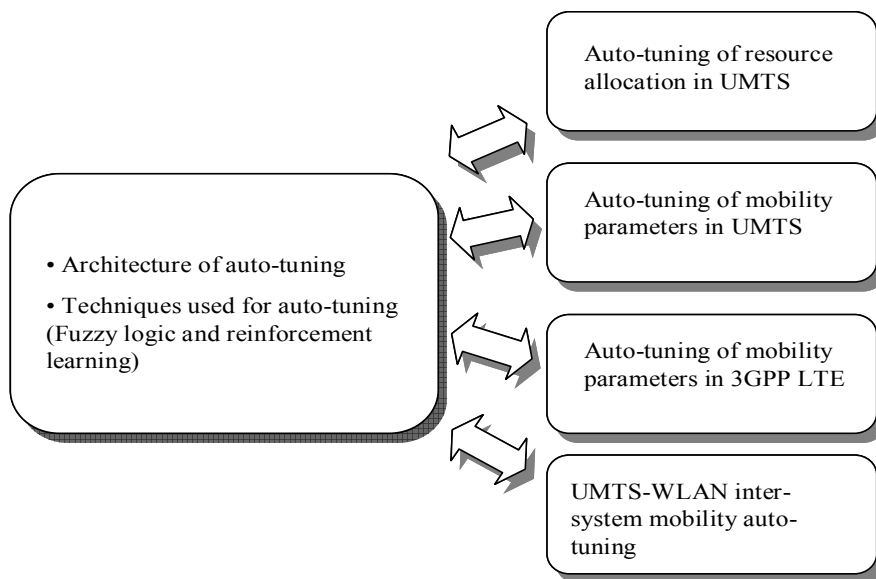 • Architecture of auto-tuning
• Techniques used for auto-tuning
(Fuzzy logic and reinforcement
learning)
Auto-tuning of resource
allocation in UMTS
Auto-tuning of mobility
parameters in UMTS
Auto-tuning of mobility
parameters in 3GPP LTE
UMTS-WLAN inter-
system mobility auto-
tuning